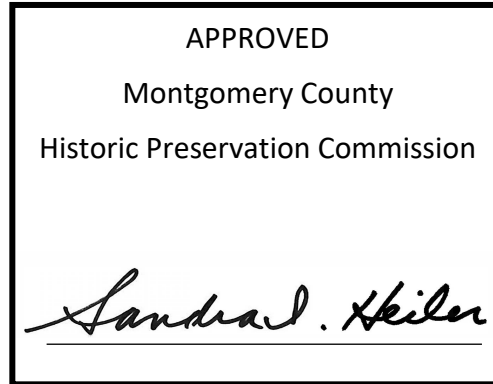 APPROVED
Montgomery County
Historic Preservation Commission
Sandra I. Heiler